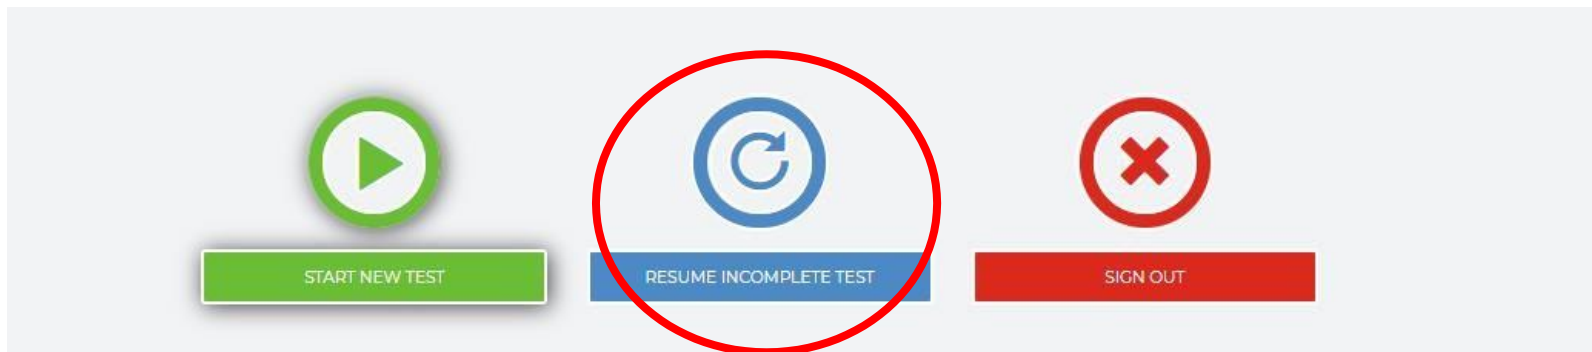 START NEW TEST
RESUME INCOMPLETE TEST
SIGN OUT